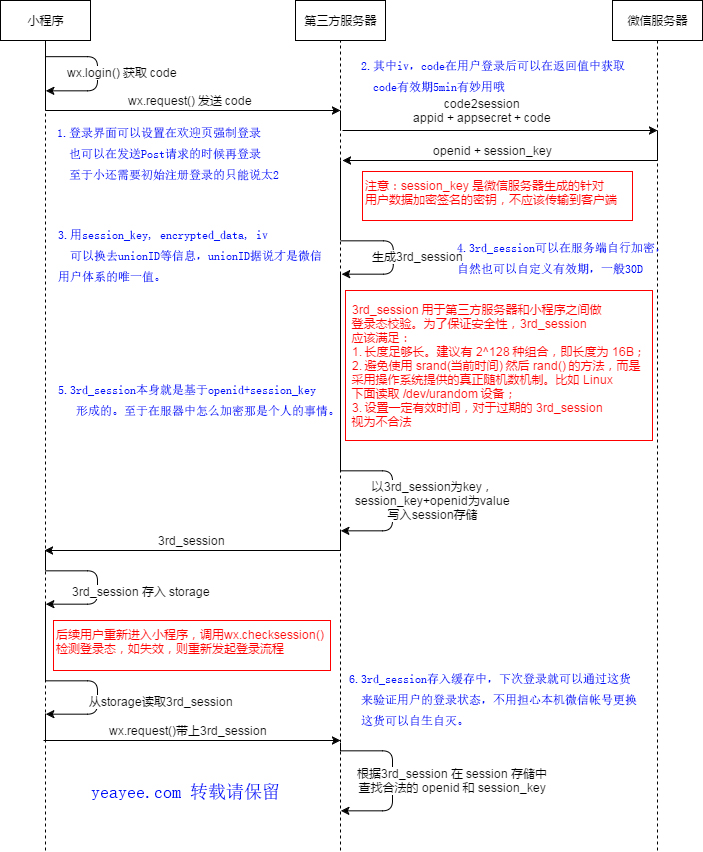 小程序
第三方服务器
微信服务器
wx.login() 获取 code
2.其中iv, code在用户登录后可以在返回值中获取
code有效期5min有妙用哦
wx.request() 发送 code
code2session
appid + appsecret + code
1.登录界面可以设置在欢迎页强制登录
也可以在发送Post请求的时候再登录
至于小还需要初始注册登录的只能说太2
openid + session_key
注意：session_key 是微信服务器生成的针对
用户数据加密签名的密钥，不应该传输到客户端
3.用session_key, encrypted_data, iv
可以换去unionID等信息，unionID据说才是微信
用户体系的唯一值。
生成3rd_session
4.3rd_session可以在服务端自行加密
自然也可以自定义有效期，一般30D
3rd_session 用于第三方服务器和小程序之间做
登录态校验。为了保证安全性，3rd_session
应该满足：
1. 长度足够长。建议有 2^128 种组合，即长度为 16B；
2. 避免使用 srand(当前时间) 然后 rand() 的方法，而是
采用操作系统提供的真正随机数机制。比如 Linux
下面读取 /dev/urandom 设备；
3. 设置一定有效时间，对于过期的 3rd_session
视为不合法
5.3rd_session本身就是基于openid+session_key
形成的。至于在服器中怎么加密那是个人的事情。
以3rd_session为key，
session_key+openid为value
写入session存储
3rd_session
3rd_session 存入 storage
后续用户重新进入小程序，调用wx.checksession()
检测登录态，如失效，则重新发起登录流程
6.3rd_session存入缓存中，下次登录就可以通过这货
来验证用户的登录状态，不用担心本机微信帐号更换
这货可以自生自灭。
从storage读取3rd_session
wx.request()带上3rd_session
根据3rd_session 在 session 存储中
查找合法的 openid 和 session_key
yeayee.com 转载请保留